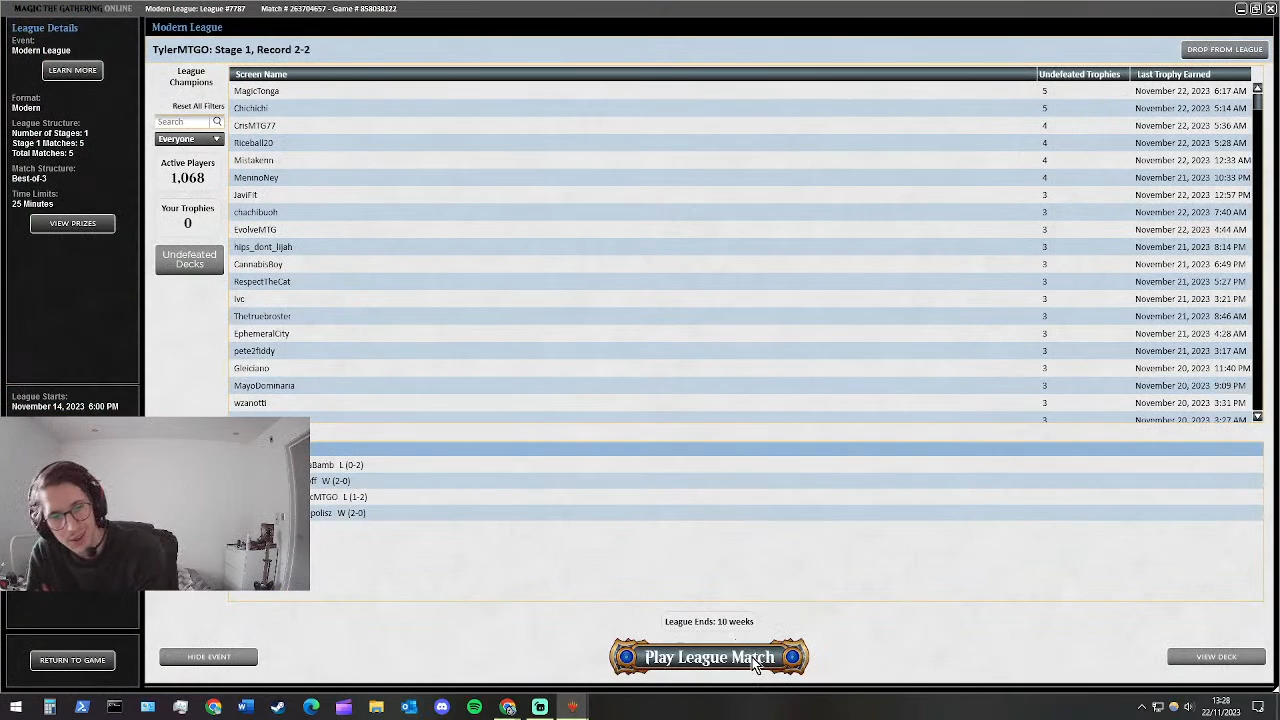 MAGIC THE GATHERING ONLINE
Modern League: League #7787
Match # 263704657 - Game # 858038122
League Details
Event:
Modern League
LEARN MORE
Format:
Modern
League Structure:
Number of Stages: 1
Stage 1 Matches: 5
Total Matches: 5
Match Structure:
Best-of-3
Time Limits:
25 Minutes
VIEW PRIZES
League Starts:
November 14, 2023 6:00 PM
RETURN TO GAME
Modern League
TylerMTGO: Stage 1, Record 2-2
DROP FROM LEAGUE
League
Champions
Reset All Filters
Search
Everyone
Active Players
1,068
Your Trophies
0
Undefeated
Decks
Screen Name Undefeated Trophies Last Trophy Earned
MagicTonga 5 November 22, 2023 6:17 AM
Chichichi 5 November 22, 2023 5:14 AM
CrisMTG77 4 November 22, 2023 5:36 AM
Riceball20 4 November 22, 2023 5:28 AM
Mistakenn 4 November 22, 2023 12:33 AM
MeninoNey 4 November 21, 2023 10:33 PM
JaviFit 3 November 22, 2023 12:57 PM
chachibuoh 3 November 22, 2023 7:40 AM
EvolveMTG 3 November 22, 2023 4:44 AM
hips_dont_lijah 3 November 21, 2023 8:14 PM
CannabisBoy 3 November 21, 2023 6:49 PM
RespectTheCat 3 November 21, 2023 5:27 PM
Ivc 3 November 21, 2023 3:21 PM
Thetruebroster 3 November 21, 2023 8:46 AM
EphemeralCity 3 November 21, 2023 4:28 AM
pete2fiddy 3 November 21, 2023 3:17 AM
Gleiciano 3 November 20, 2023 11:40 PM
MayoDominaria 3 November 20, 2023 9:09 PM
wzanotti 3 November 20, 2023 3:31 PM
3 November 20, 2023 3:27 AM
sBamb L (0-2)
ff W (2-0)
cMTGO L (1-2)
polisz W (2-0)
League Ends: 10 weeks
HIDE EVENT
Play League Match
VIEW DECK
13:28
22/11/2023